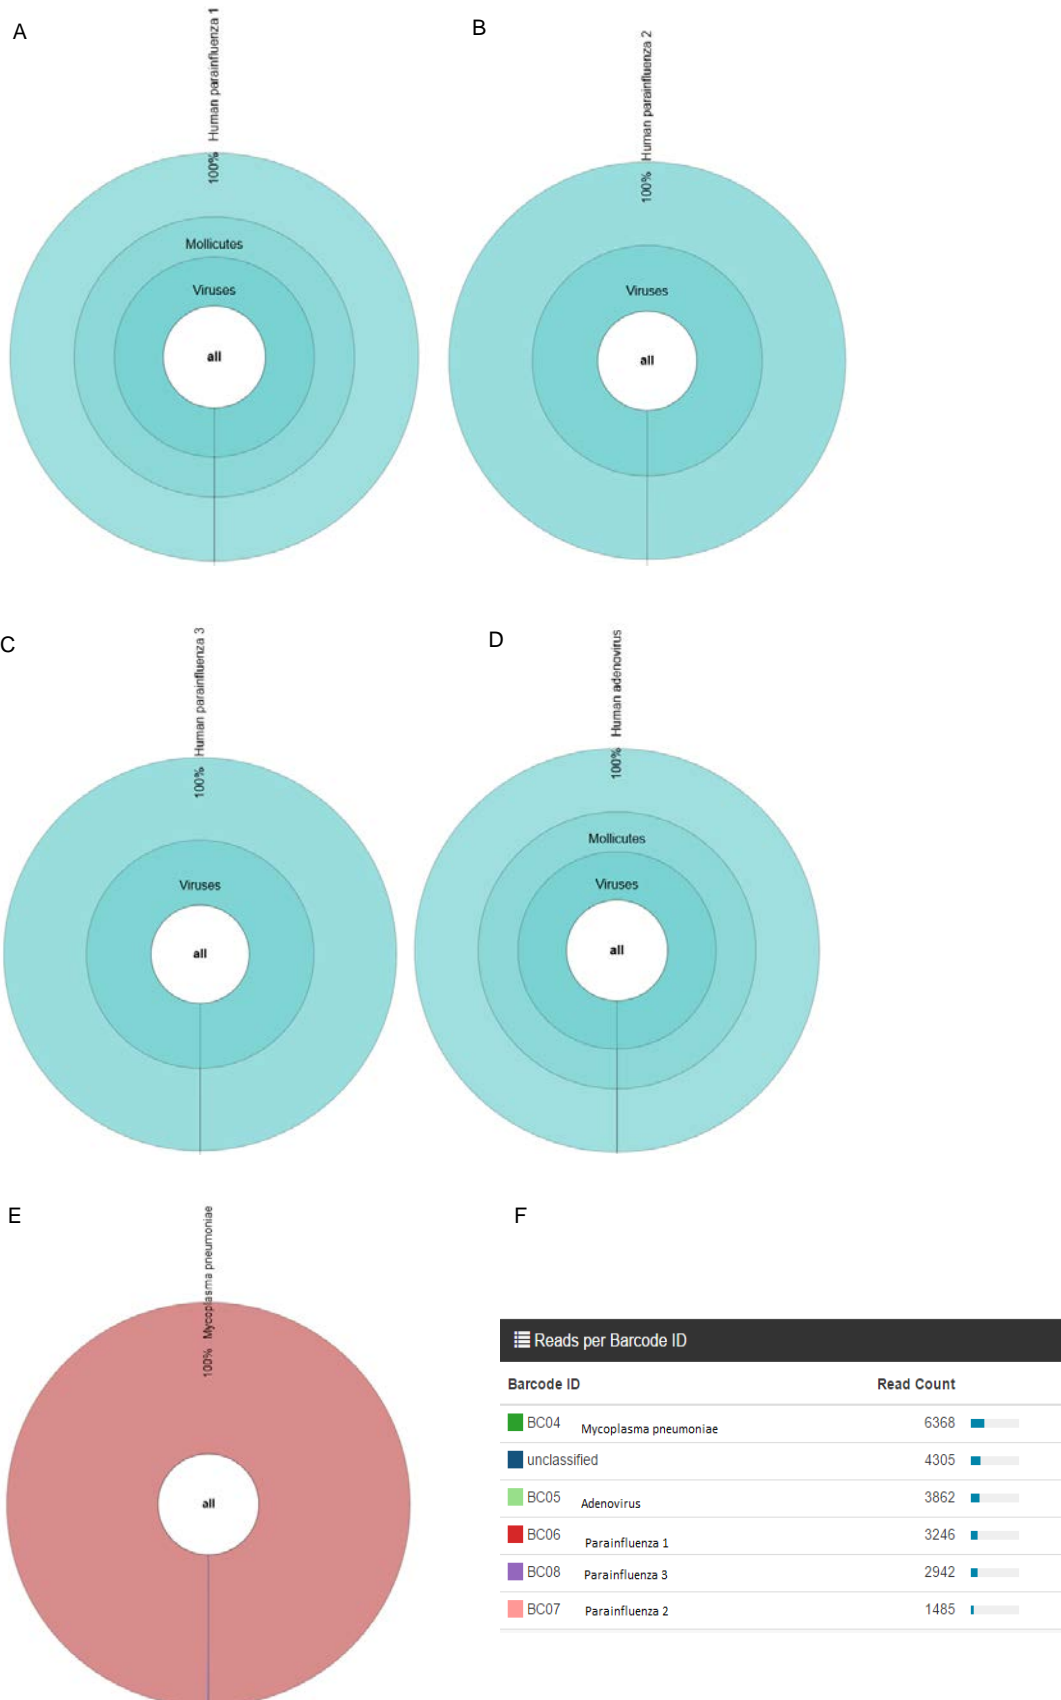 A
Human parainfluenza 1
100%
Mollicutes
Viruses
all
B
Human parainfluenza 2
100%
Viruses
all
C
Human parainfluenza 3
100%
Viruses
all
D
Human adenovirus
100%
Mollicutes
Viruses
all
E
Mycoplasma pneumoniae
100%
all
F
Reads per Barcode ID
Barcode ID Read Count
BC04 Mycoplasma pneumoniae 6368
unclassified 4305
BC05 Adenovirus 3862
BC06 Parainfluenza 1 3246
BC08 Parainfluenza 3 2942
BC07 Parainfluenza 2 1485